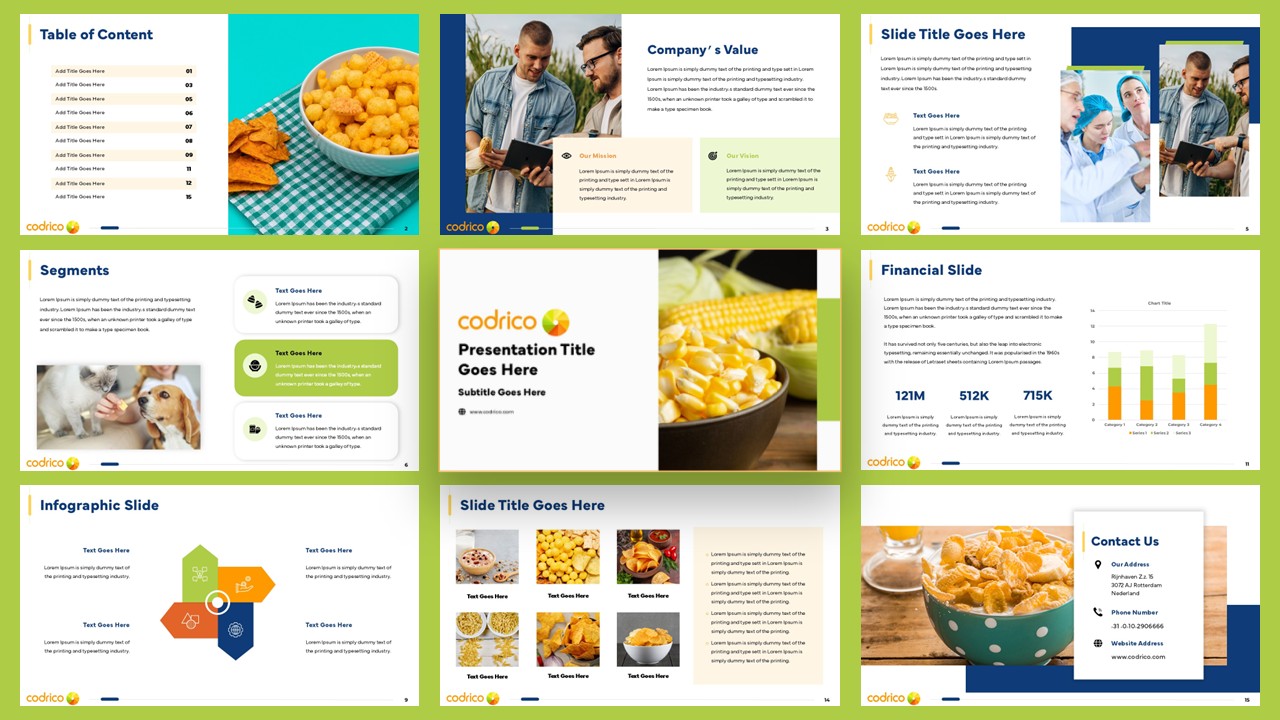 Table of Content
Add Title Goes Here 01
Add Title Goes Here 03
Add Title Goes Here 05
Add Title Goes Here 06
Add Title Goes Here 07
Add Title Goes Here 08
Add Title Goes Here 09
Add Title Goes Here 11
Add Title Goes Here 12
Add Title Goes Here 15
codrico
2
Company's Value
Lorem Ipsum is simply dummy text of the printing and type sett in Lorem Ipsum
Lorem Ipsum is simply dummy text of the printing and typesetting industry.
Lorem Ipsum has been the industry.s standard dummy text ever since the
1500s, when an unknown printer took a galley of type and scrambled it to
make a type specimen book.
Our Mission
Lorem Ipsum is simply dummy text of the
printing and type sett in Lorem Ipsum is
simply dummy text of the printing and
typesetting industry.
Our Vision
Lorem Ipsum is simply dummy text of the
printing and type sett in Lorem Ipsum is
simply dummy text of the printing and
typesetting industry.
codrico
3
Slide Title Goes Here
Lorem Ipsum is simply dummy text of the printing and type sett in
Lorem Ipsum is simply dummy text of the printing and typesetting
industry. Lorem Ipsum has been the industry.s standard dummy
text ever since the 1500s.
Text Goes Here
Lorem Ipsum is simply dummy text of the printing
and type sett in Lorem Ipsum is simply dummy text of
the printing and typesetting industry.
Text Goes Here
Lorem Ipsum is simply dummy text of the printing
and type sett in Lorem Ipsum is simply dummy text of
the printing and typesetting industry.
codrico
5
Segments
Lorem Ipsum is simply dummy text of the printing and typesetting
industry. Lorem Ipsum has been the industry.s standard dummy text
ever since the 1500s, when an unknown printer took a galley of type
and scrambled it to make a type specimen book.
Text Goes Here
Lorem Ipsum has been the industry.s standard
dummy text ever since the 1500s, when an
unknown printer took a galley of type.
Text Goes Here
Lorem Ipsum has been the industry.s standard
dummy text ever since the 1500s, when an
unknown printer took a galley of type.
Text Goes Here
Lorem Ipsum has been the industry.s standard
dummy text ever since the 1500s, when an
unknown printer took a galley of type.
codrico
6
codrico
Presentation Title
Goes Here
Subtitle Goes Here
www.codrico.com
Financial Slide
Lorem Ipsum is simply dummy text of the printing and typesetting industry.
Lorem Ipsum has been the industry.s standard dummy text ever since the
1500s, when an unknown printer took a galley of type and scrambled it to make
a type specimen book.
It has survived not only five centuries, but also the leap into electronic
typesetting, remaining essentially unchanged. It was popularised in the 1960s
with the release of Letraset sheets containing Lorem Ipsum passages.
121M
Lorem Ipsum is simply
dummy text of the printing
and typesetting industry
512K
Lorem Ipsum is simply
dummy text of the printing
and typesetting industry
715K
Lorem Ipsum is simply
dummy text of the printing
and typesetting industry
Chart Title
14
12
10
8
6
4
2
0
Category 1 Category 2 Category 3 Category 4
Series 1 Series 2 Series 3
codrico
11
Infographic Slide
Text Goes Here
Lorem Ipsum is simply dummy text of
the printing and typesetting industry.
Text Goes Here
Lorem Ipsum is simply dummy text of
the printing and typesetting industry.
Text Goes Here
Lorem Ipsum is simply dummy text of
the printing and typesetting industry.
Text Goes Here
Lorem Ipsum is simply dummy text of
the printing and typesetting industry.
codrico
9
Slide Title Goes Here
Text Goes Here Text Goes Here Text Goes Here
Text Goes Here Text Goes Here Text Goes Here
Lorem Ipsum is simply dummy text of the
printing and type sett in Lorem Ipsum is
simply dummy text of the printing.
Lorem Ipsum is simply dummy text of the
printing and type sett in Lorem Ipsum is
simply dummy text of the printing.
Lorem Ipsum is simply dummy text of the
printing and type sett in Lorem Ipsum is
simply dummy text of the printing.
Lorem Ipsum is simply dummy text of the
printing and type sett in Lorem Ipsum is
simply dummy text of the printing.
codrico
14
Contact Us
Our Address
Rijnhaven Z.z. 15
3072 AJ Rotterdam
Nederland
Phone Number
-31 -0-10-2906666
Website Address
www.codrico.com
codrico
15